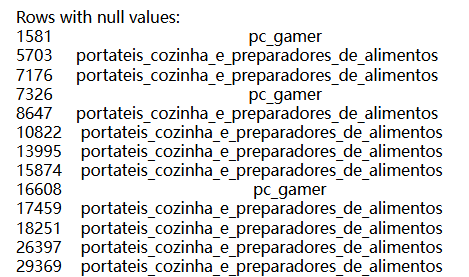 Rows with null values:
1581 pc_gamer
5703 portateis_cozinha_e_preparadores_de_alimentos
7176 portateis_cozinha_e_preparadores_de_alimentos
7326 pc_gamer
8647 portateis_cozinha_e_preparadores_de_alimentos
10822 portateis_cozinha_e_preparadores_de_alimentos
13995 portateis_cozinha_e_preparadores_de_alimentos
15874 portateis_cozinha_e_preparadores_de_alimentos
16608 pc_gamer
17459 portateis_cozinha_e_preparadores_de_alimentos
18251 portateis_cozinha_e_preparadores_de_alimentos
26397 portateis_cozinha_e_preparadores_de_alimentos
29369 portateis_cozinha_e_preparadores_de_alimentos